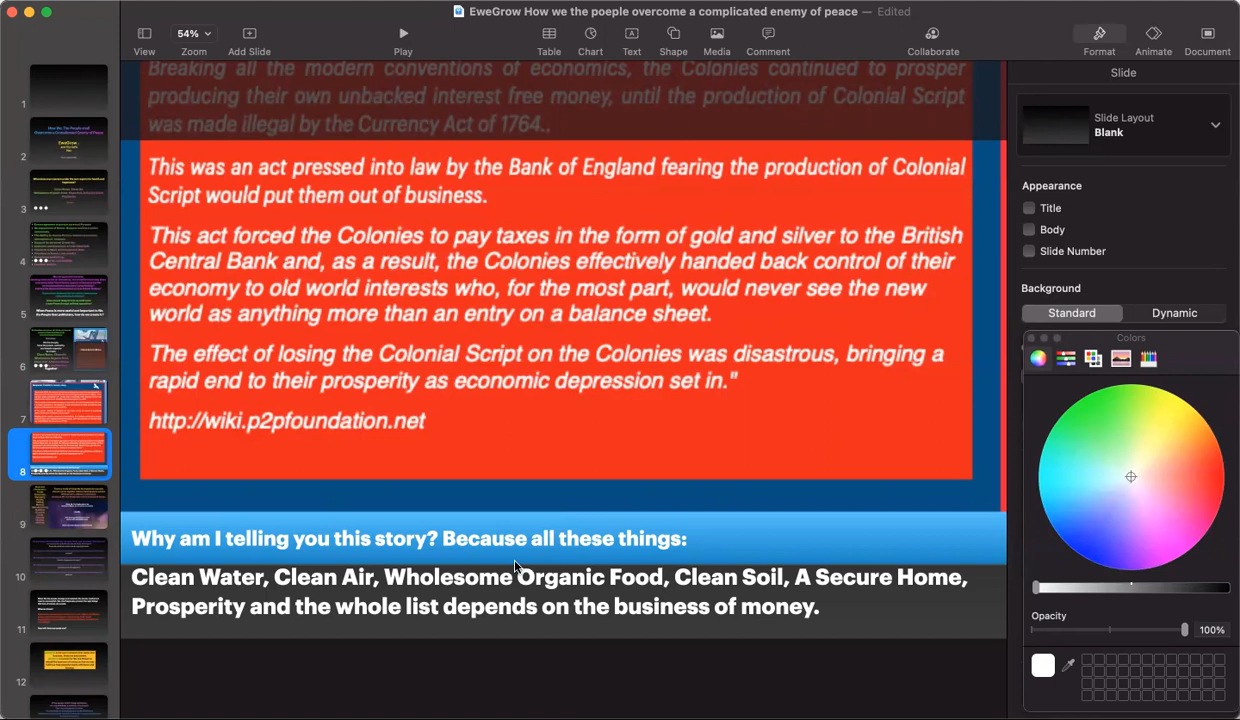 EweGrow How we the poeple overcome a complicated enemy of peace — Edited
54%
View Zoom Add Slide Play Table Chart Text Shape Media Comment Collaborate Format Animate Document
Slide
Slide Layout
Blank
Appearance
Title
Body
Slide Number
Background
Standard Dynamic
Colors
Opacity
100%
1
2
3
4
5
6
7
8
9
10
11
12
Breaking all the modern conventions of economics, the Colonies continued to prosper
producing their own unbacked interest free money, until the production of Colonial Script
was made illegal by the Currency Act of 1764..
This was an act pressed into law by the Bank of England fearing the production of Colonial
Script would put them out of business.
This act forced the Colonies to pay taxes in the form of gold and silver to the British
Central Bank and, as a result, the Colonies effectively handed back control of their
economy to old world interests who, for the most part, would never see the new
world as anything more than an entry on a balance sheet.
The effect of losing the Colonial Script on the Colonies was disastrous, bringing a
rapid end to their prosperity as economic depression set in."
http://wiki.p2pfoundation.net
Why am I telling you this story? Because all these things:
Clean Water, Clean Air, Wholesome Organic Food, Clean Soil, A Secure Home,
Prosperity and the whole list depends on the business of money.